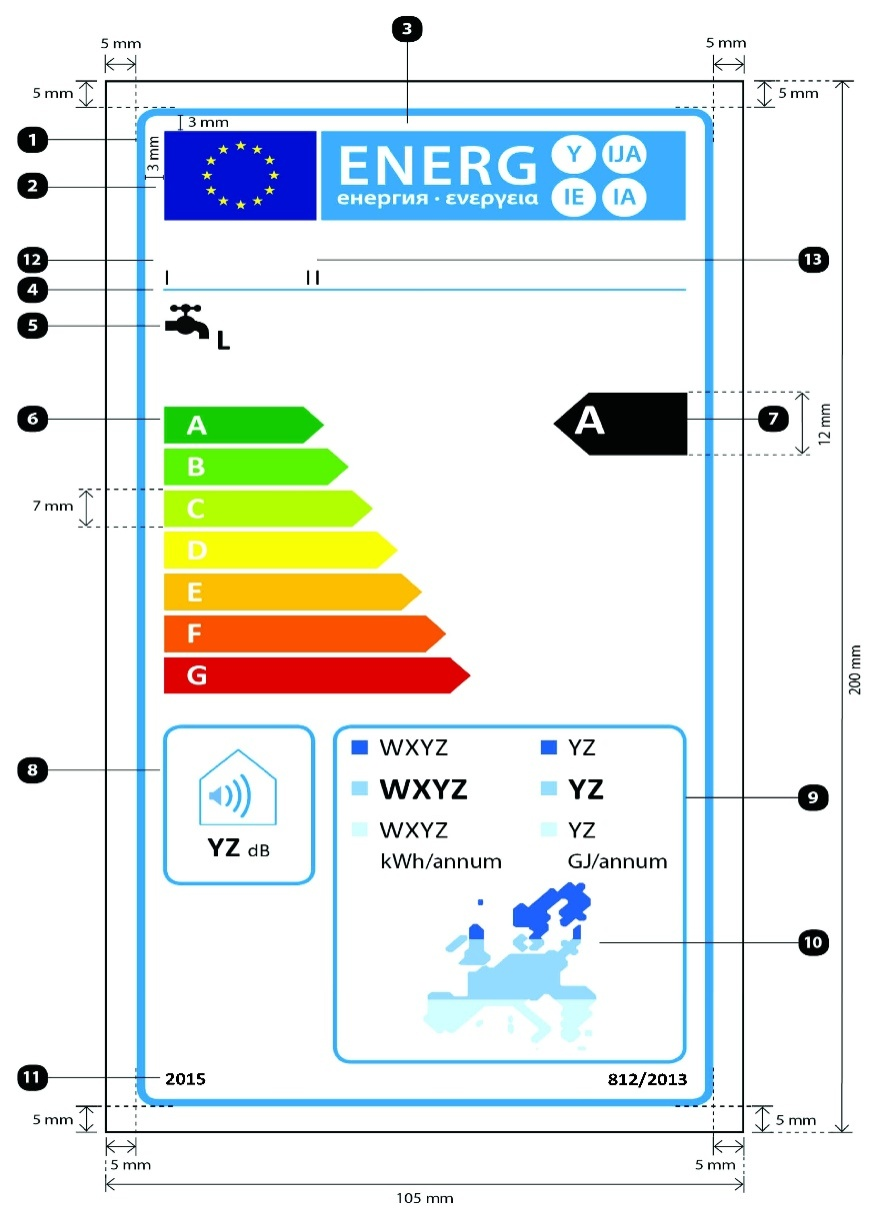 3
5 mm
5 mm
5 mm
5 mm
3 mm
1
3 mm
ENERG
Y
IJA
2
енергия · ενεργεια
IE
IA
12
13
I
II
4
5
L
6
A
A
7
12 mm
B
7 mm
C
D
E
F
200 mm
G
WXYZ
YZ
8
WXYZ
YZ
9
WXYZ
YZ
YZ dB
kWh/annum
GJ/annum
10
11
2015
812/2013
5 mm
5 mm
5 mm
5 mm
105 mm